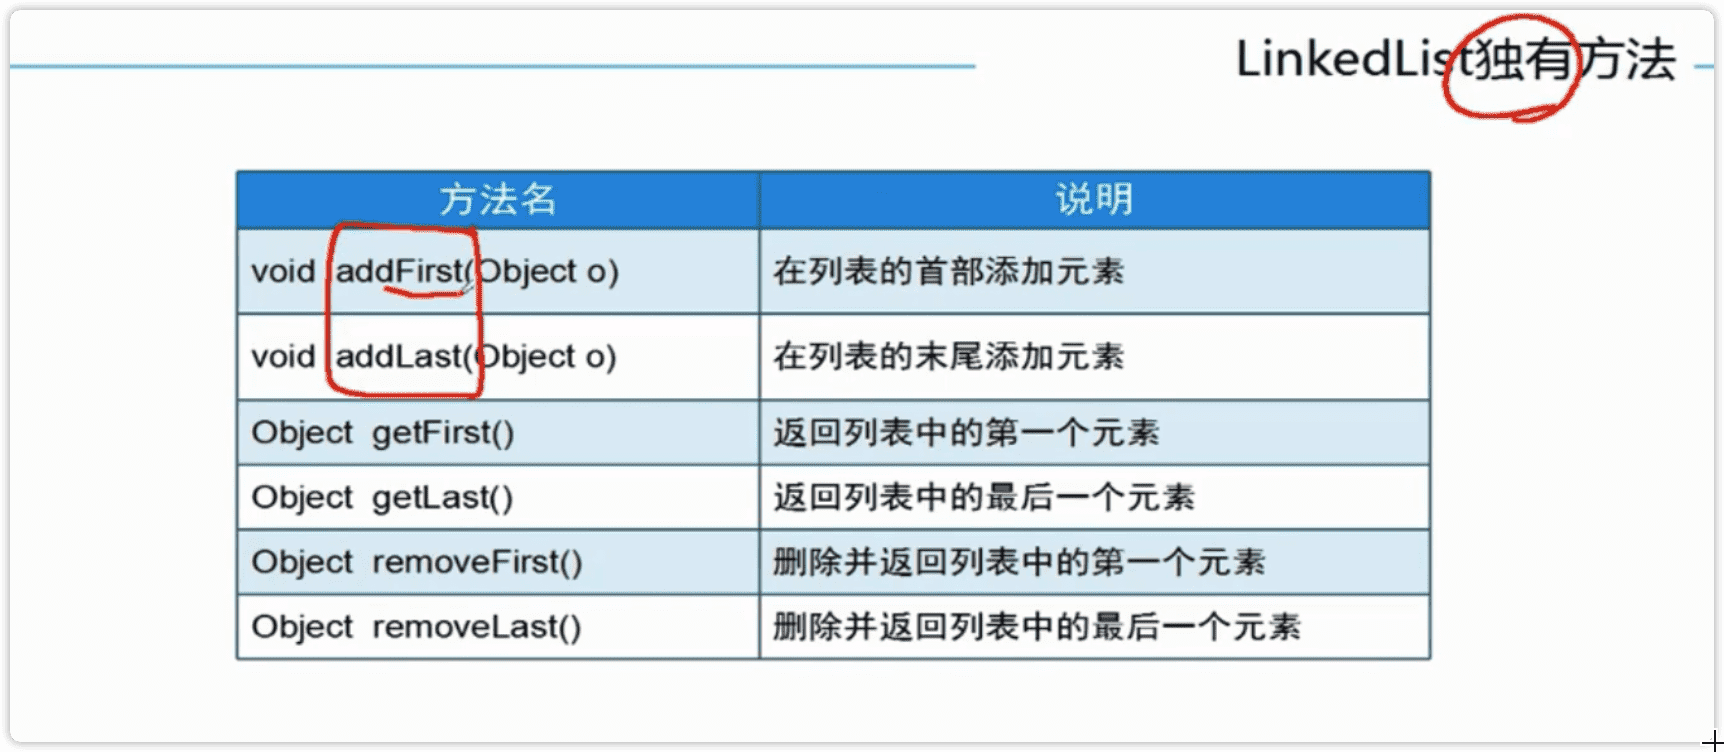 LinkedList独有方法
方法名 说明
void addFirst(Object o) 在列表的首部添加元素
void addLast(Object o) 在列表的末尾添加元素
Object getFirst() 返回列表中的第一个元素
Object getLast() 返回列表中的最后一个元素
Object removeFirst() 删除并返回列表中的第一个元素
Object removeLast() 删除并返回列表中的最后一个元素